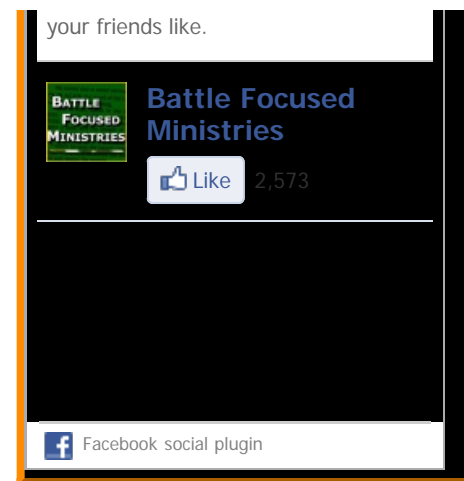 your friends like.
BATTLE
FOCUSED
MINISTRIES
Battle Focused
Ministries
Like 2,573
Facebook social plugin